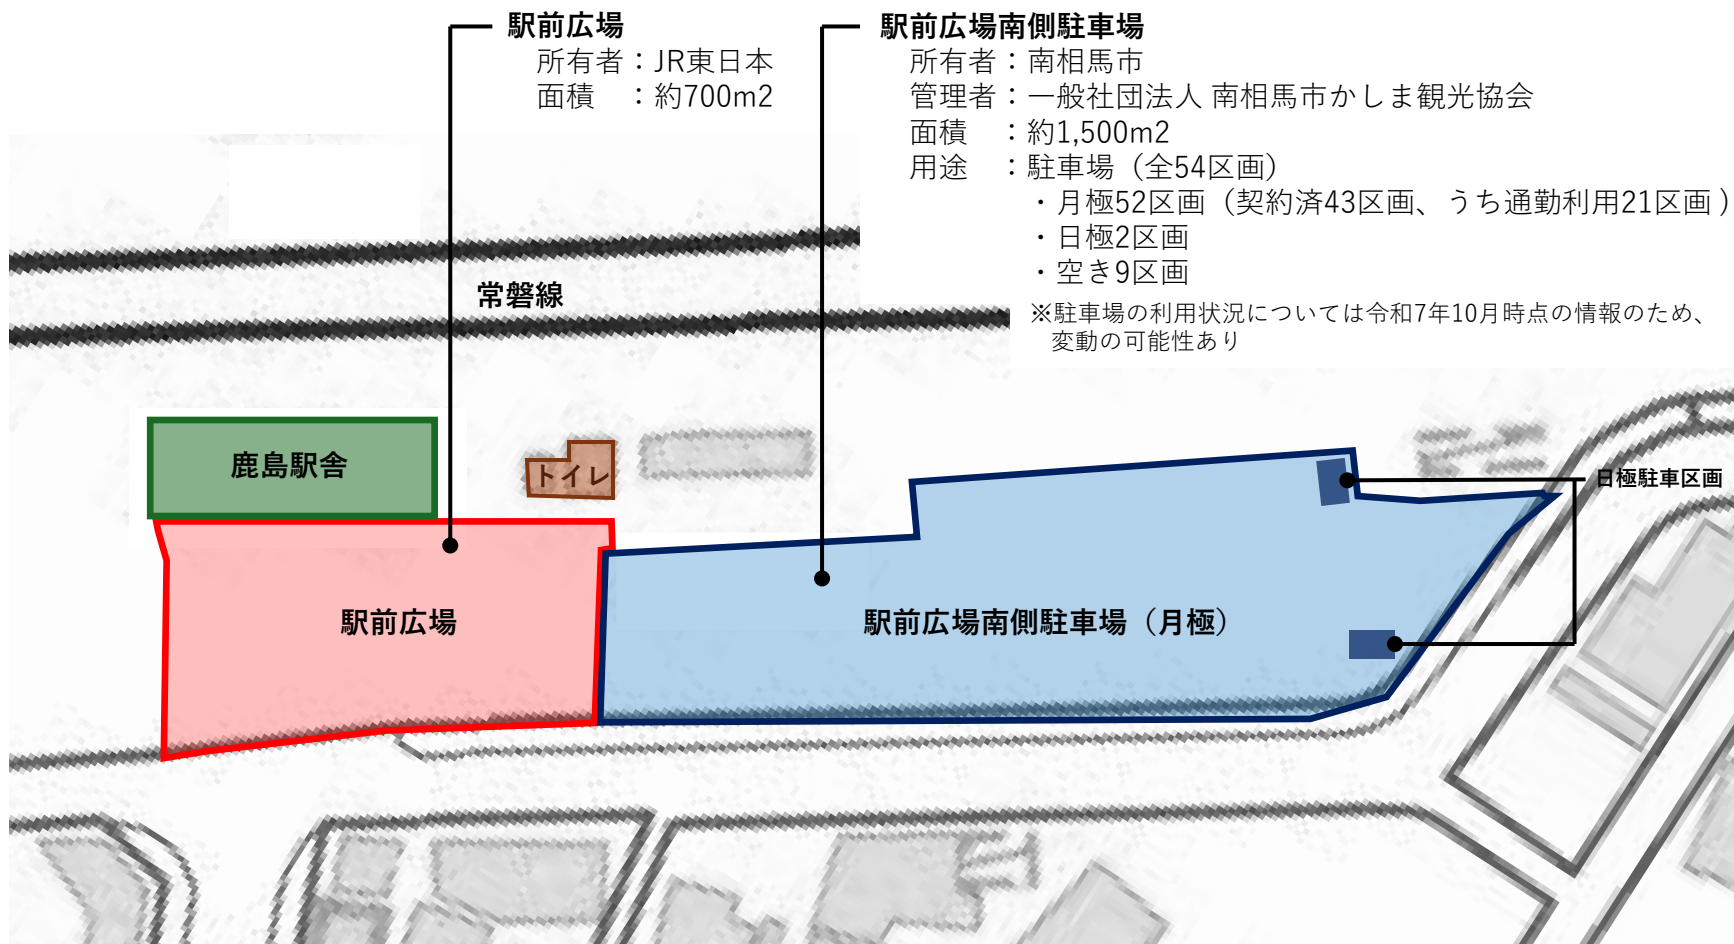 駅前広場
所有者：JR東日本
面積　：約700m2
駅前広場南側駐車場
所有者：南相馬市
管理者：一般社団法人 南相馬市かしま観光協会
面積　：約1,500m2
用途　：駐車場（全54区画）
・月極52区画（契約済43区画、うち通勤利用21区画）
・日極2区画
・空き9区画
※駐車場の利用状況については令和7年10月時点の情報のため、
変動の可能性あり
常磐線
鹿島駅舎
トイレ
日極駐車区画
駅前広場
駅前広場南側駐車場（月極）